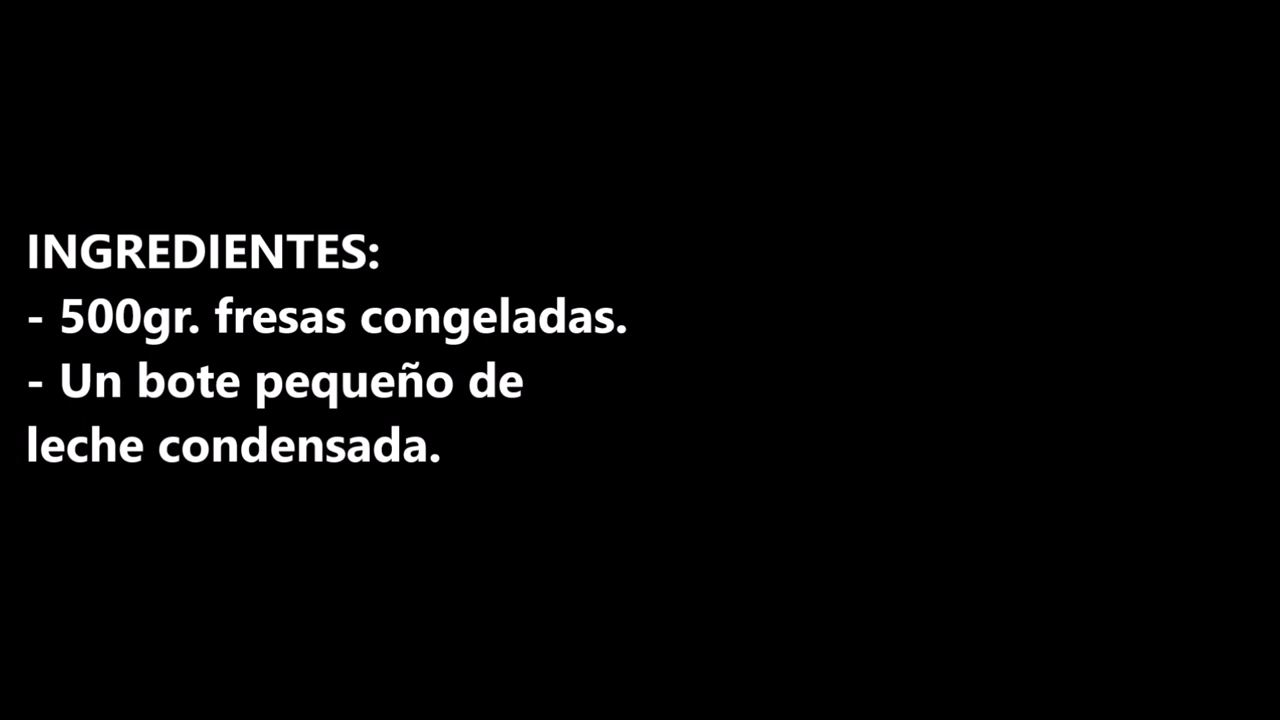 INGREDIENTES:
- 500gr. fresas congeladas.
- Un bote pequeño de
leche condensada.